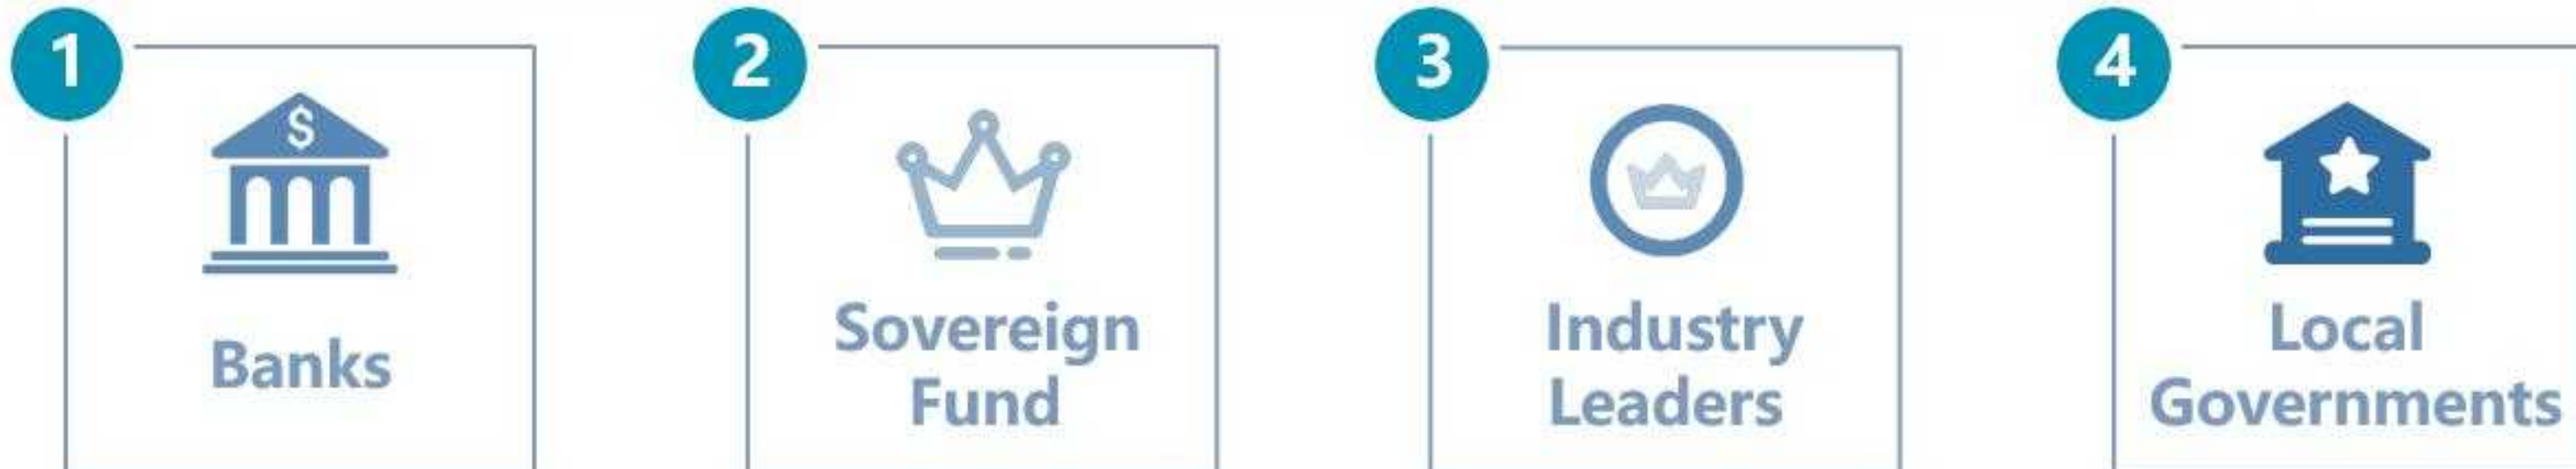 1
$
Banks
2
Sovereign
Fund
3
Industry
Leaders
4
Local
Governments